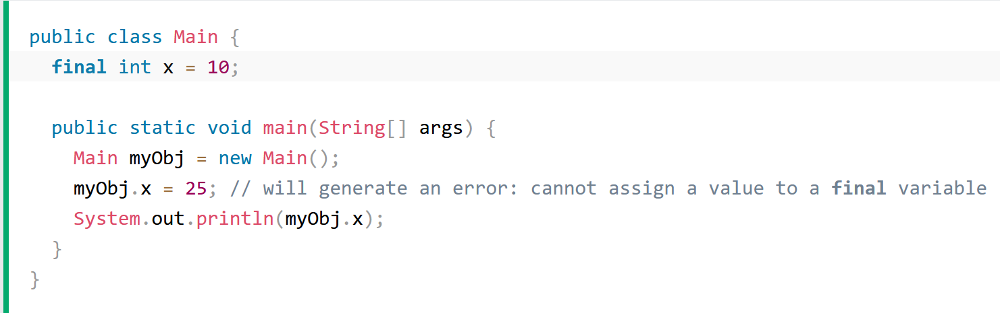 public class Main {
  final int x = 10;

  public static void main(String[] args) {
    Main myObj = new Main();
    myObj.x = 25; // will generate an error: cannot assign a value to a final variable
    System.out.println(myObj.x);
  }
}